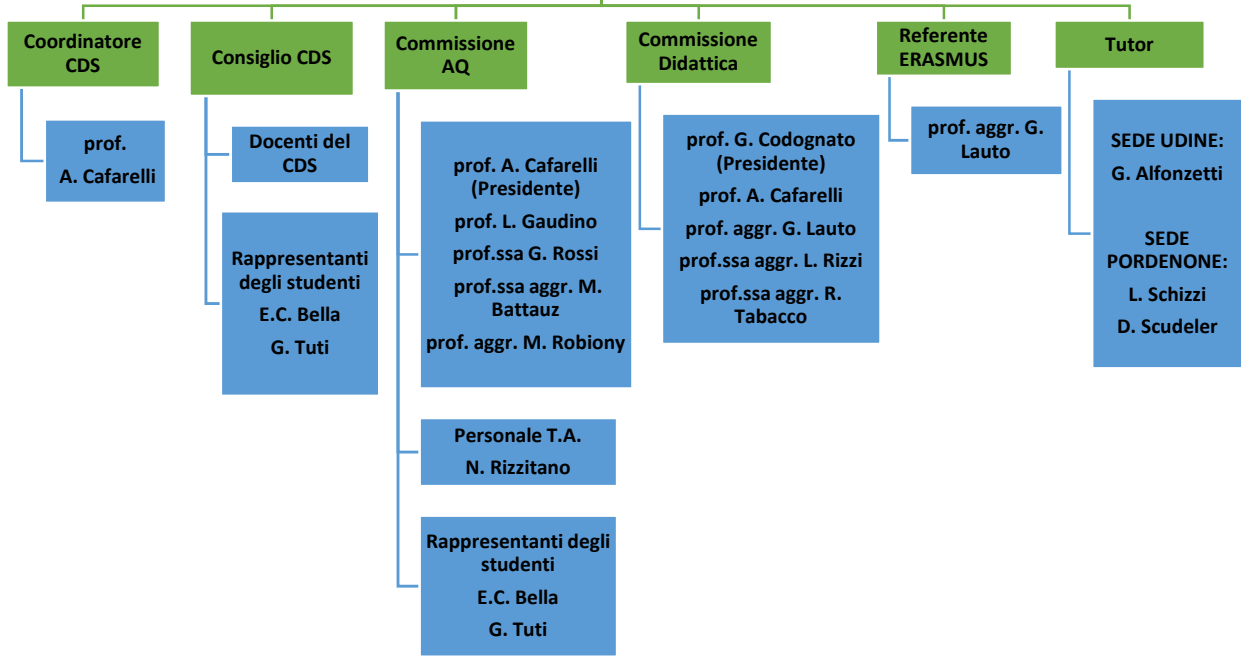 Coordinatore
CDS
prof.
A. Cafarelli
Consiglio CDS
Docenti del
CDS
Rappresentanti
degli studenti
E.C. Bella
G. Tuti
Commissione
AQ
prof. A. Cafarelli
(Presidente)
prof. L. Gaudino
prof.ssa G. Rossi
prof.ssa aggr. M.
Battauz
prof. aggr. M. Robiony
Personale T.A.
N. Rizzitano
Rappresentanti degli
studenti
E.C. Bella
G. Tuti
Commissione
Didattica
prof. G. Codognato
(Presidente)
prof. A. Cafarelli
prof. aggr. G. Lauto
prof.ssa aggr. L. Rizzi
prof.ssa aggr. R.
Tabacco
Referente
ERASMUS
prof. aggr. G.
Lauto
Tutor
SEDE UDINE:
G. Alfonzetti
SEDE
PORDENONE:
L. Schizzi
D. Scudeler